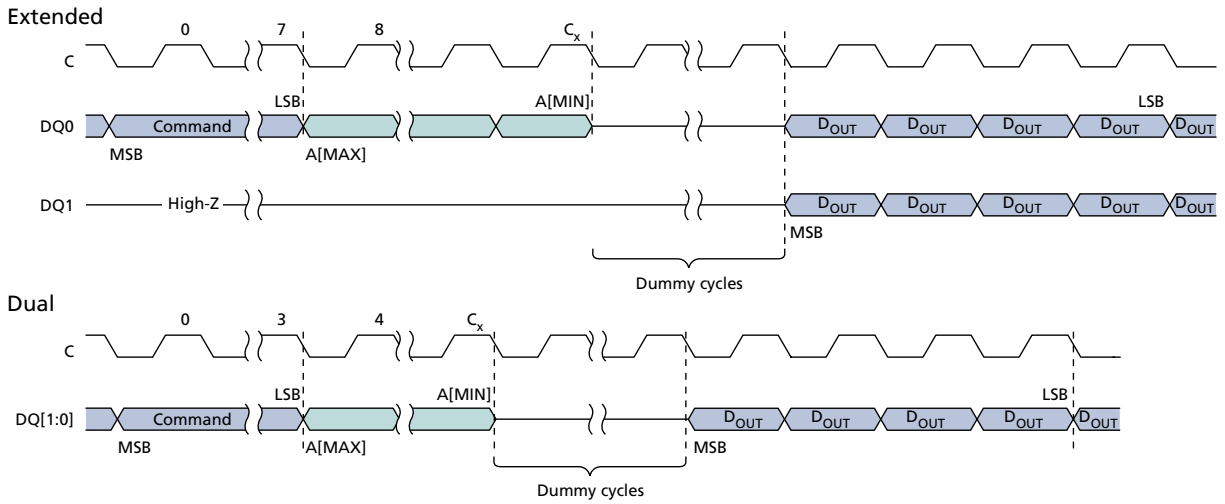 Extended
0 7 8 Cx
C
LSB A[MIN] LSB
DQ0 Command DOUT DOUT DOUT DOUT DOUT
MSB A[MAX]
DQ1 High-Z DOUT DOUT DOUT DOUT DOUT
MSB
Dummy cycles
Dual
0 3 4 Cx
C
LSB A[MIN] LSB
DQ[1:0] Command DOUT DOUT DOUT DOUT DOUT
MSB A[MAX] MSB
Dummy cycles